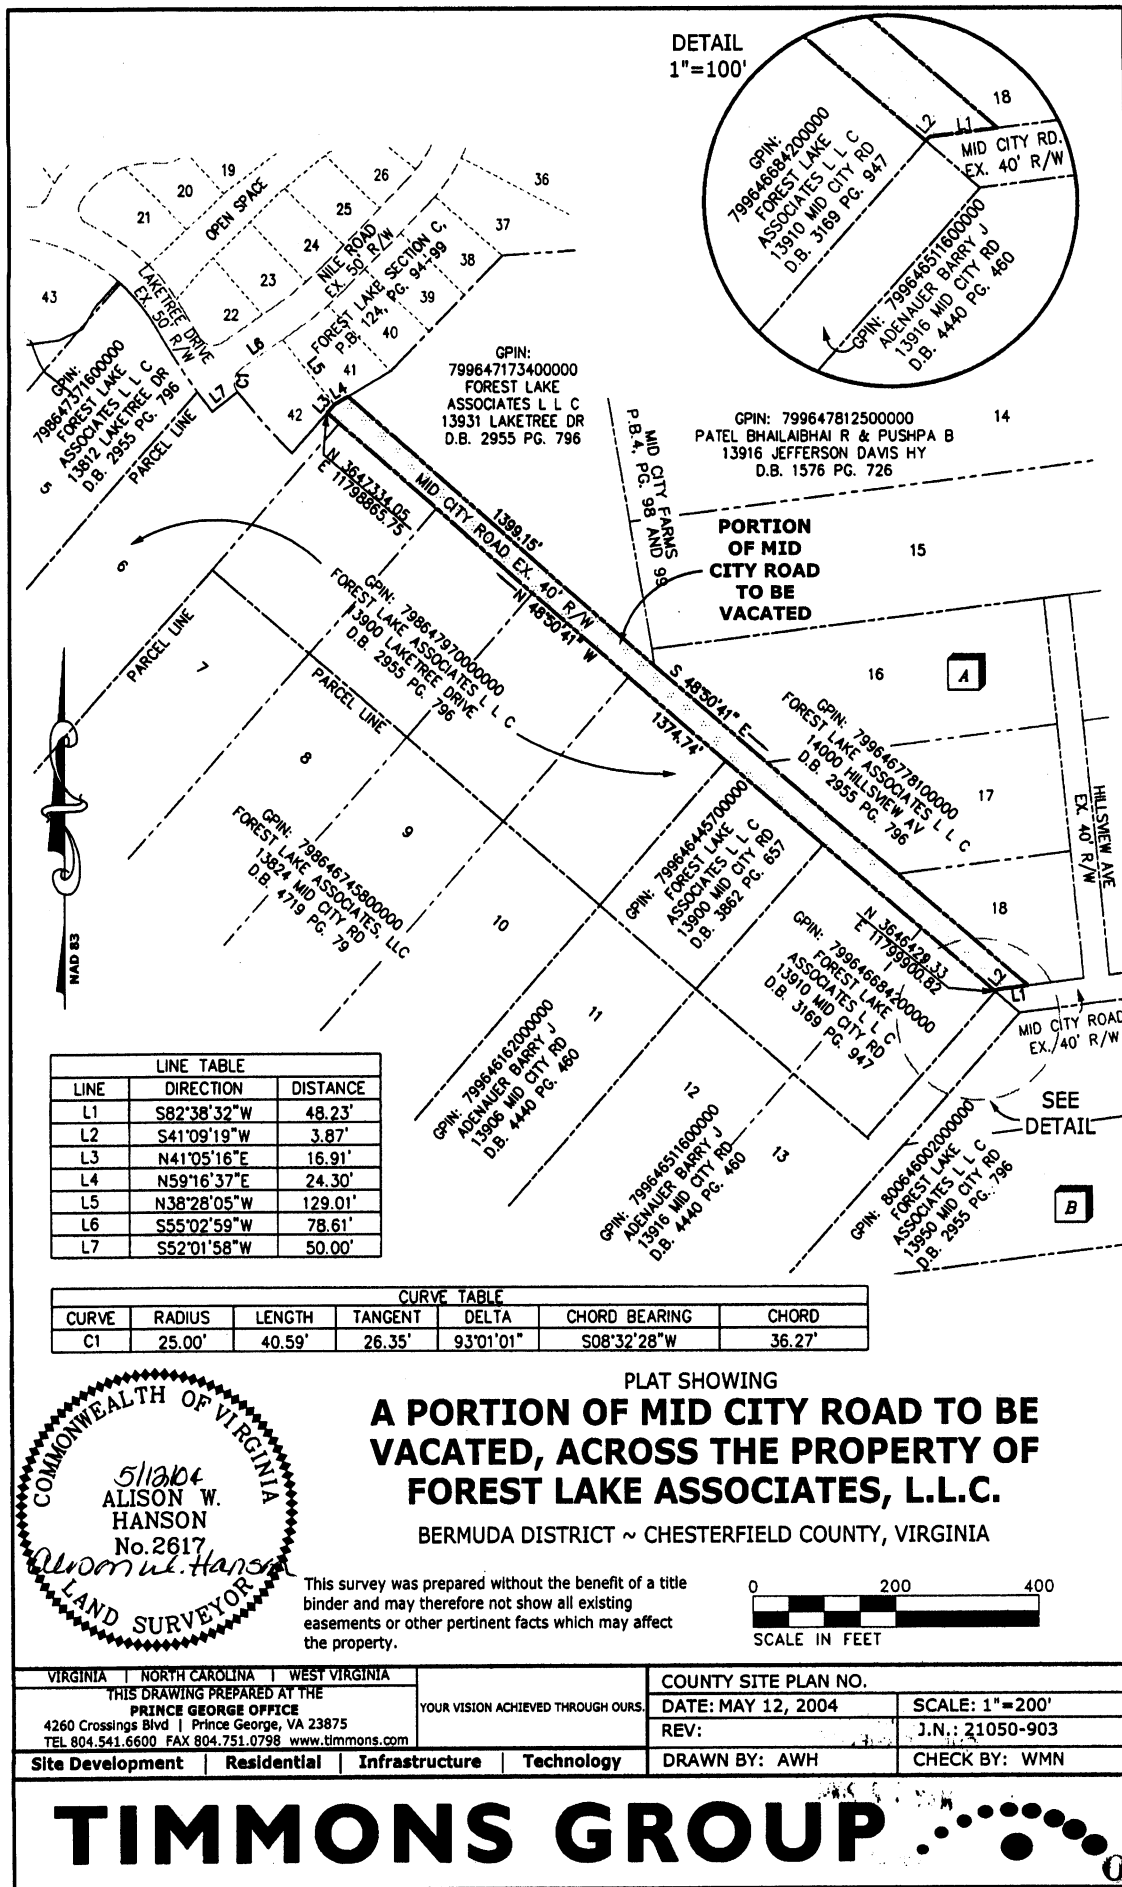 DETAIL
1"=100'
18
L2
L1
MID CITY RD.
EX. 40' R/W
GPIN:
799646684200000
FOREST LAKE
ASSOCIATES L L C
13910 MID CITY RD
D.B. 3169 PG. 947
GPIN: 799646511600000
ADENAUER BARRY J
13916 MID CITY RD
D.B. 4440 PG. 460
19
20
21
OPEN SPACE
26
25
24
23
22
36
37
38
39
40
41
42
43
NILE ROAD
EX. 50' R/W
FOREST LAKE SECTION C,
P.B. 124, PG. 94-99
LAKETREE DRIVE
EX. 50' R/W
L6
L5
C1
L7
L3
L4
GPIN:
798647371600000
FOREST LAKE
ASSOCIATES L L C
13812 LAKETREE DR
D.B. 2955 PG. 796
PARCEL LINE
5
GPIN:
799647173400000
FOREST LAKE
ASSOCIATES L L C
13931 LAKETREE DR
D.B. 2955 PG. 796
GPIN: 799647812500000
PATEL BHAILAIBHAI R & PUSHPA B
13916 JEFFERSON DAVIS HY
D.B. 1576 PG. 726
14
MID CITY FARMS
P.B.4, PG. 98 AND 99
N 3647334.05
E 11798865.75
MID CITY ROAD EX. 40' R/W
1399.15'
N 48°50'41" W
S 48°50'41" E
1374.74'
PORTION
OF MID
CITY ROAD
TO BE
VACATED
15
16
A
17
18
6
PARCEL LINE
7
GPIN: 798647970000000
FOREST LAKE ASSOCIATES L L C
13900 LAKETREE DRIVE
D.B. 2955 PG. 796
PARCEL LINE
8
9
GPIN: 799646778100000
FOREST LAKE ASSOCIATES L L C
14000 HILLSVIEW AV
D.B. 2955 PG. 796
HILLSVIEW AVE
EX. 40' R/W
GPIN: 798646745800000
FOREST LAKE ASSOCIATES, LLC
13824 MID CITY RD
D.B. 4719 PG. 79
GPIN: 799646445700000
FOREST LAKE
ASSOCIATES L L C
13900 MID CITY RD
D.B. 3862 PG. 657
N 3646429.33
E 11799900.82
GPIN: 799646684200000
FOREST LAKE
ASSOCIATES L L C
13910 MID CITY RD
D.B. 3169 PG. 947
L2
L1
MID CITY ROAD
EX. 40' R/W
10
11
12
13
NAD 83
GPIN: 799646162000000
ADENAUER BARRY J
13906 MID CITY RD
D.B. 4440 PG. 460
GPIN: 799646511600000
ADENAUER BARRY J
13916 MID CITY RD
D.B. 4440 PG. 460
SEE
DETAIL
GPIN: 800646002000000
FOREST LAKE
ASSOCIATES L L C
13950 MID CITY RD
D.B. 2955 PG. 796
B
LINE TABLE
LINE DIRECTION DISTANCE
L1 S82°38'32"W 48.23'
L2 S41°09'19"W 3.87'
L3 N41°05'16"E 16.91'
L4 N59°16'37"E 24.30'
L5 N38°28'05"W 129.01'
L6 S55°02'59"W 78.61'
L7 S52°01'58"W 50.00'
CURVE TABLE
CURVE RADIUS LENGTH TANGENT DELTA CHORD BEARING CHORD
C1 25.00' 40.59' 26.35' 93°01'01" S08°32'28"W 36.27'
COMMONWEALTH OF VIRGINIA
5/12/04
ALISON W.
HANSON
No.2617
Alison W. Hanson
LAND SURVEYOR
PLAT SHOWING
A PORTION OF MID CITY ROAD TO BE
VACATED, ACROSS THE PROPERTY OF
FOREST LAKE ASSOCIATES, L.L.C.
BERMUDA DISTRICT ~ CHESTERFIELD COUNTY, VIRGINIA
This survey was prepared without the benefit of a title
binder and may therefore not show all existing
easements or other pertinent facts which may affect
the property.
0 200 400
SCALE IN FEET
VIRGINIA | NORTH CAROLINA | WEST VIRGINIA
THIS DRAWING PREPARED AT THE
PRINCE GEORGE OFFICE
4260 Crossings Blvd | Prince George, VA 23875
TEL 804.541.6600 FAX 804.751.0798 www.timmons.com
YOUR VISION ACHIEVED THROUGH OURS.
Site Development | Residential | Infrastructure | Technology
COUNTY SITE PLAN NO.
DATE: MAY 12, 2004 SCALE: 1"=200'
REV: J.N.: 21050-903
DRAWN BY: AWH CHECK BY: WMN
TIMMONS GROUP